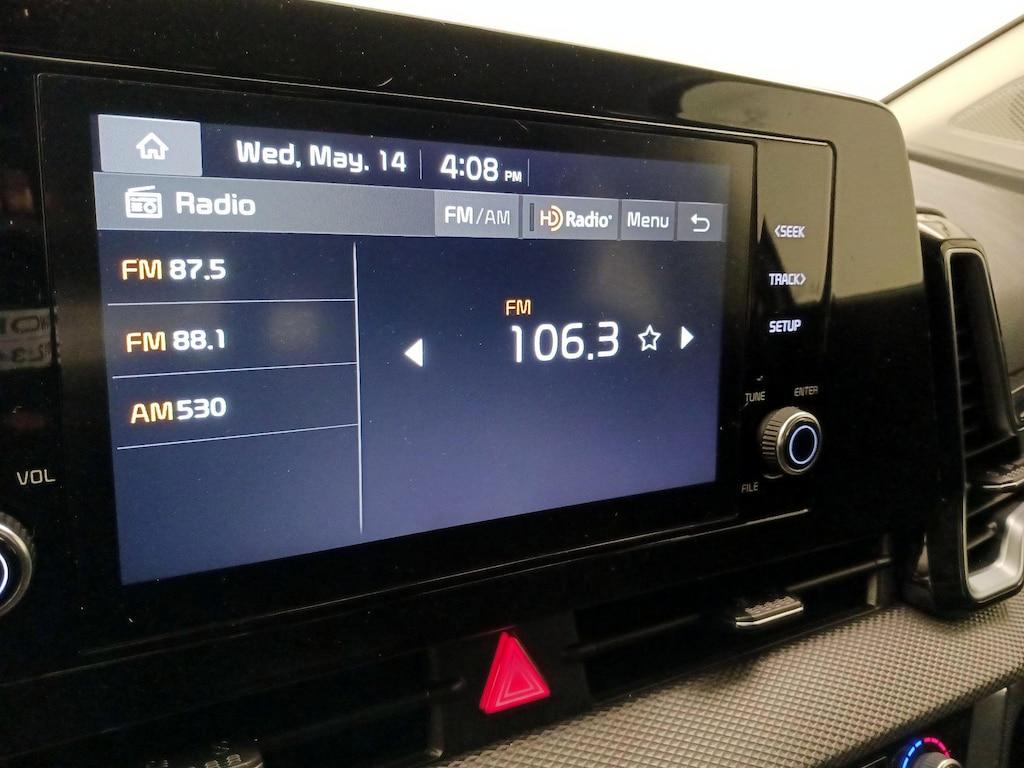 Wed, May. 14 4:08 PM
Radio FM/AM HD Radio Menu
FM 87.5
FM 88.1
AM 530
FM
106.3
<SEEK
TRACK>
SETUP
TUNE ENTER
FILE
VOL